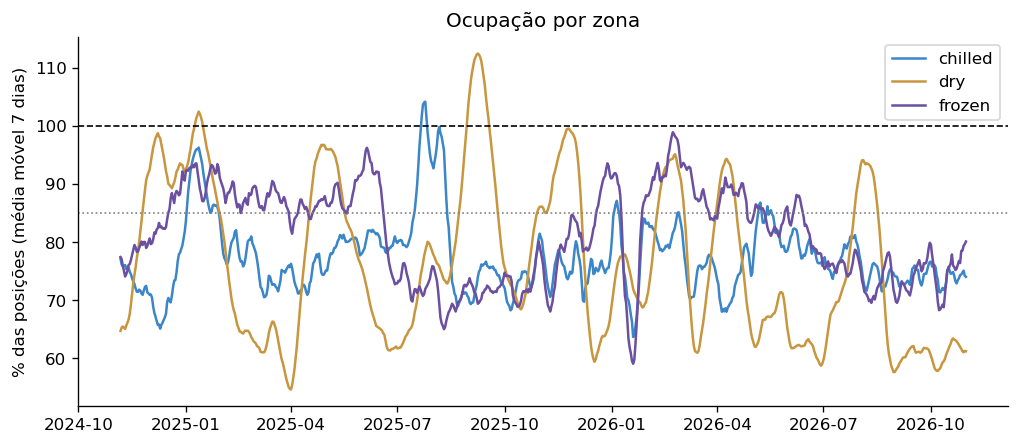 Ocupação por zona
% das posições (média móvel 7 dias)
110
100
90
80
70
60
chilled
dry
frozen
2024-10 2025-01 2025-04 2025-07 2025-10 2026-01 2026-04 2026-07 2026-10